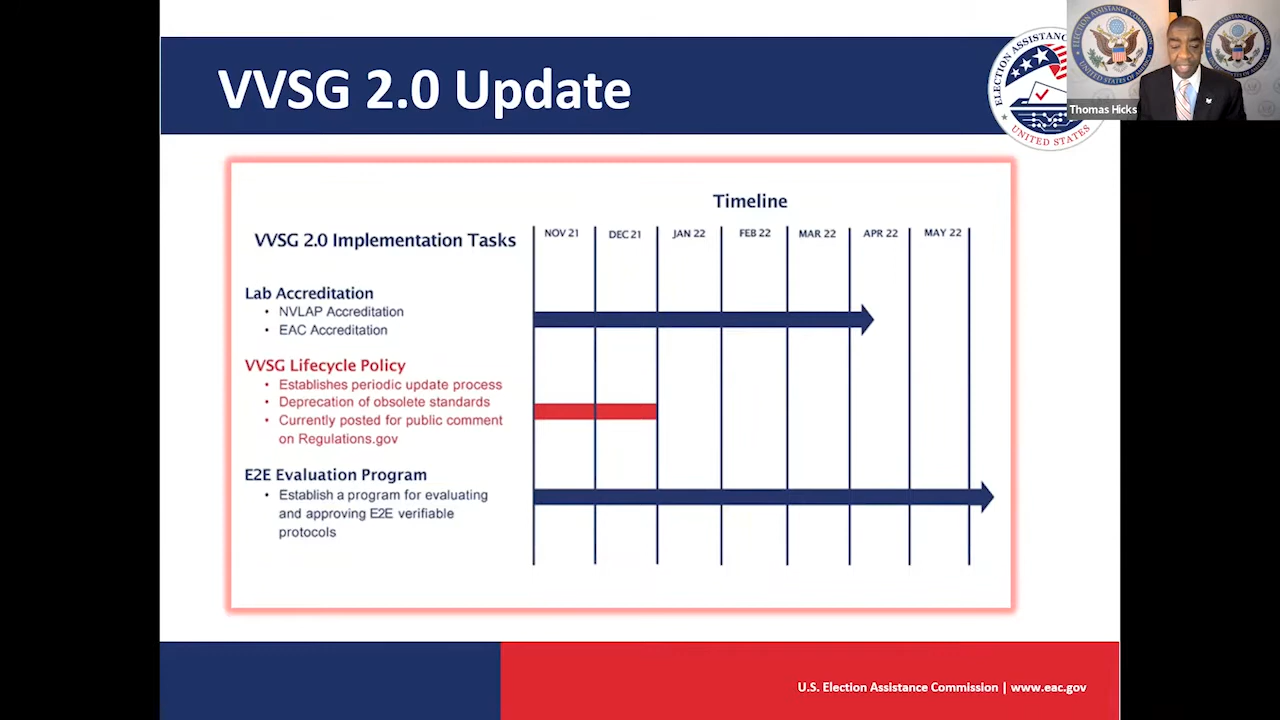 VVSG 2.0 Update
ELECTION ASSISTANC
UNITED STATES
Thomas Hicks
Timeline
VVSG 2.0 Implementation Tasks
NOV 21
DEC 21
JAN 22
FEB 22
MAR 22
APR 22
MAY 22
Lab Accreditation
• NVLAP Accreditation
• EAC Accreditation
VVSG Lifecycle Policy
• Establishes periodic update process
• Deprecation of obsolete standards
• Currently posted for public comment
on Regulations.gov
E2E Evaluation Program
• Establish a program for evaluating
and approving E2E verifiable
protocols
U.S. Election Assistance Commission | www.eac.gov